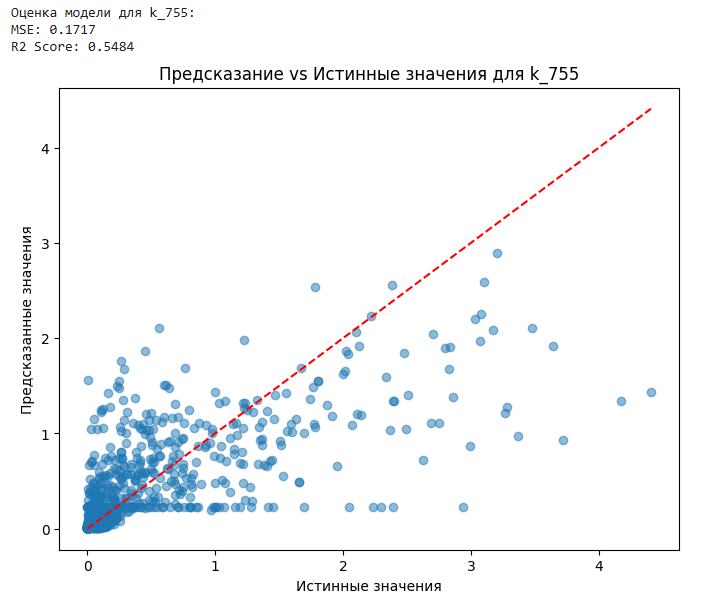 Оценка модели для k_755:
MSE: 0.1717
R2 Score: 0.5484
Предсказание vs Истинные значения для k_755
Предсказанные значения
4
3
2
1
0
0 1 2 3 4
Истинные значения